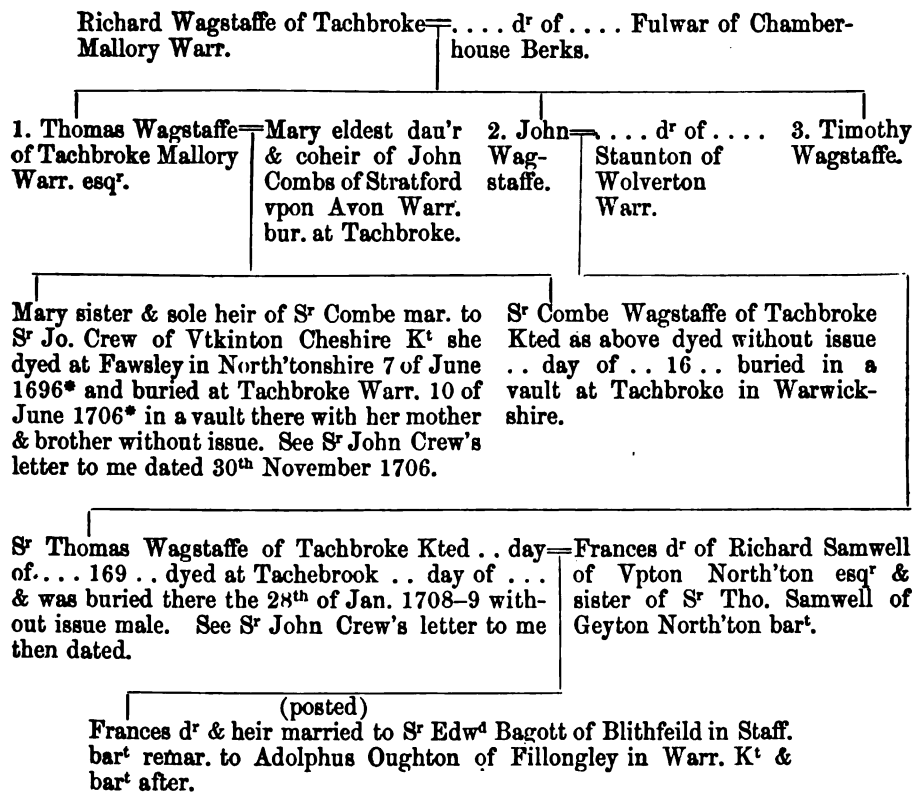 Richard Wagstaffe of Tachbroke=.... dʳ of .... Fulwar of Chamber-
Mallory Warr. house Berks.
1. Thomas Wagstaffe=
of Tachbroke Mallory
Warr. esqʳ.
Mary eldest dau'r
& coheir of John
Combs of Stratford
vpon Avon Warr.
bur. at Tachbroke.
2. John=
Wag-
staffe.
.... dʳ of ....
Staunton of
Wolverton
Warr.
3. Timothy
Wagstaffe.
Mary sister & sole heir of Sʳ Combe mar. to
Sʳ Jo. Crew of Vtkinton Cheshire Kᵗ she
dyed at Fawsley in North'tonshire 7 of June
1696* and buried at Tachbroke Warr. 10 of
June 1706* in a vault there with her mother
& brother without issue. See Sʳ John Crew's
letter to me dated 30ᵗʰ November 1706.
Sʳ Combe Wagstaffe of Tachbroke
Kted as above dyed without issue
.. day of .. 16 .. buried in a
vault at Tachbroke in Warwick-
shire.
Sʳ Thomas Wagstaffe of Tachbroke Kted .. day=
of.... 169 .. dyed at Tachebrook .. day of ...
& was buried there the 28ᵗʰ of Jan. 1708–9 with-
out issue male. See Sʳ John Crew's letter to me
then dated.
Frances dʳ of Richard Samwell
of Vpton North'ton esqʳ &
sister of Sʳ Tho. Samwell of
Geyton North'ton barᵗ.
(posted)
Frances dʳ & heir married to Sʳ Edwᵈ Bagott of Blithfeild in Staff.
barᵗ remar. to Adolphus Oughton of Fillongley in Warr. Kᵗ &
barᵗ after.